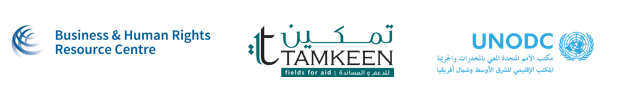 Business & Human Rights
Resource Centre
تمكين
TAMKEEN
fields for aid | للدعم و المساندة
UNODC
مكتب الأمم المتحدة المعني بالمخدرات والجريمة
المكتب الإقليمي للشرق الأوسط وشمال أفريقيا